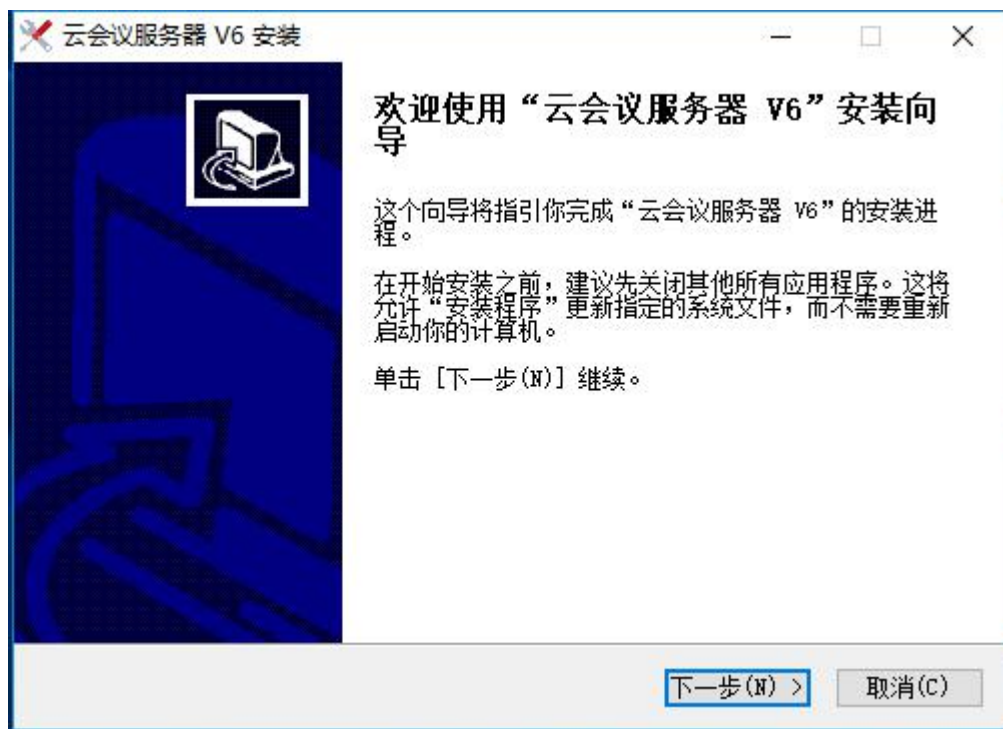 云会议服务器 V6 安装
欢迎使用“云会议服务器 V6”安装向
导
这个向导将指引你完成“云会议服务器 V6”的安装进
程。
在开始安装之前，建议先关闭其他所有应用程序。这将
允许“安装程序”更新指定的系统文件，而不需要重新
启动你的计算机。
单击 [下一步(N)] 继续。
下一步(N) >
取消(C)